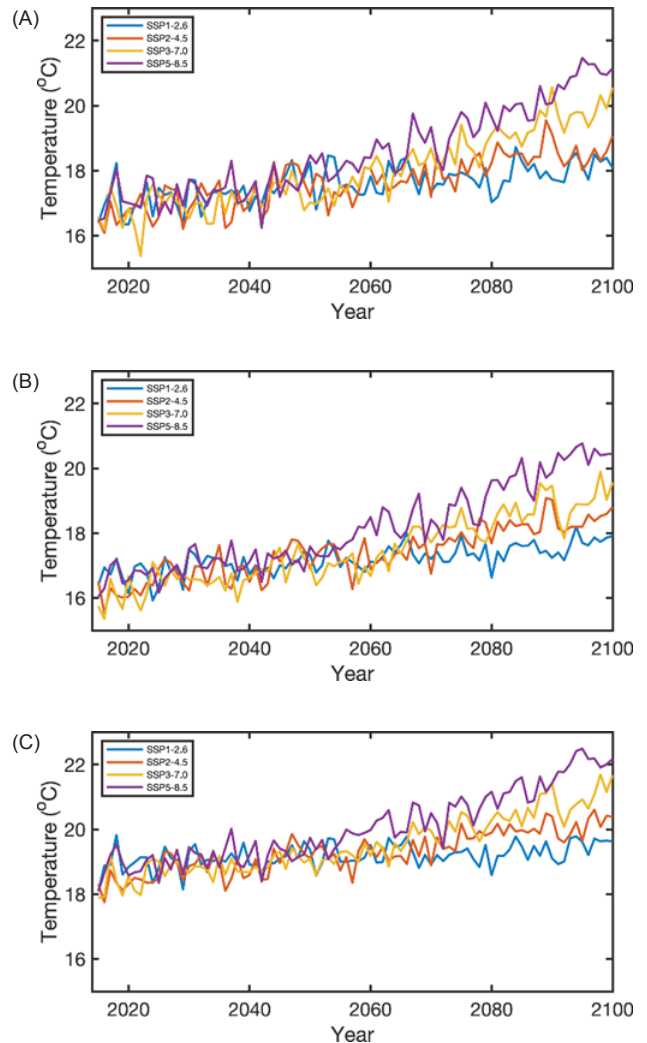 (A)
22
20
18
16
Temperature (°C)
SSP1-2.6
SSP2-4.5
SSP3-7.0
SSP5-8.5
2020 2040 2060 2080 2100
Year
(B)
22
20
18
16
Temperature (°C)
SSP1-2.6
SSP2-4.5
SSP3-7.0
SSP5-8.5
2020 2040 2060 2080 2100
Year
(C)
22
20
18
16
Temperature (°C)
SSP1-2.6
SSP2-4.5
SSP3-7.0
SSP5-8.5
2020 2040 2060 2080 2100
Year